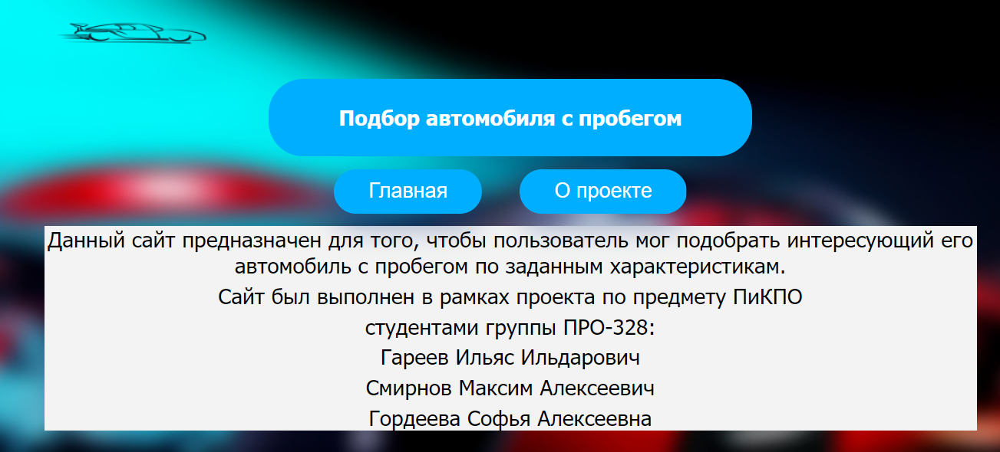 Подбор автомобиля с пробегом
Главная
О проекте
Данный сайт предназначен для того, чтобы пользователь мог подобрать интересующий его
автомобиль с пробегом по заданным характеристикам.
Сайт был выполнен в рамках проекта по предмету ПиКПО
студентами группы ПРО-328:
Гареев Ильяс Ильдарович
Смирнов Максим Алексеевич
Гордеева Софья Алексеевна